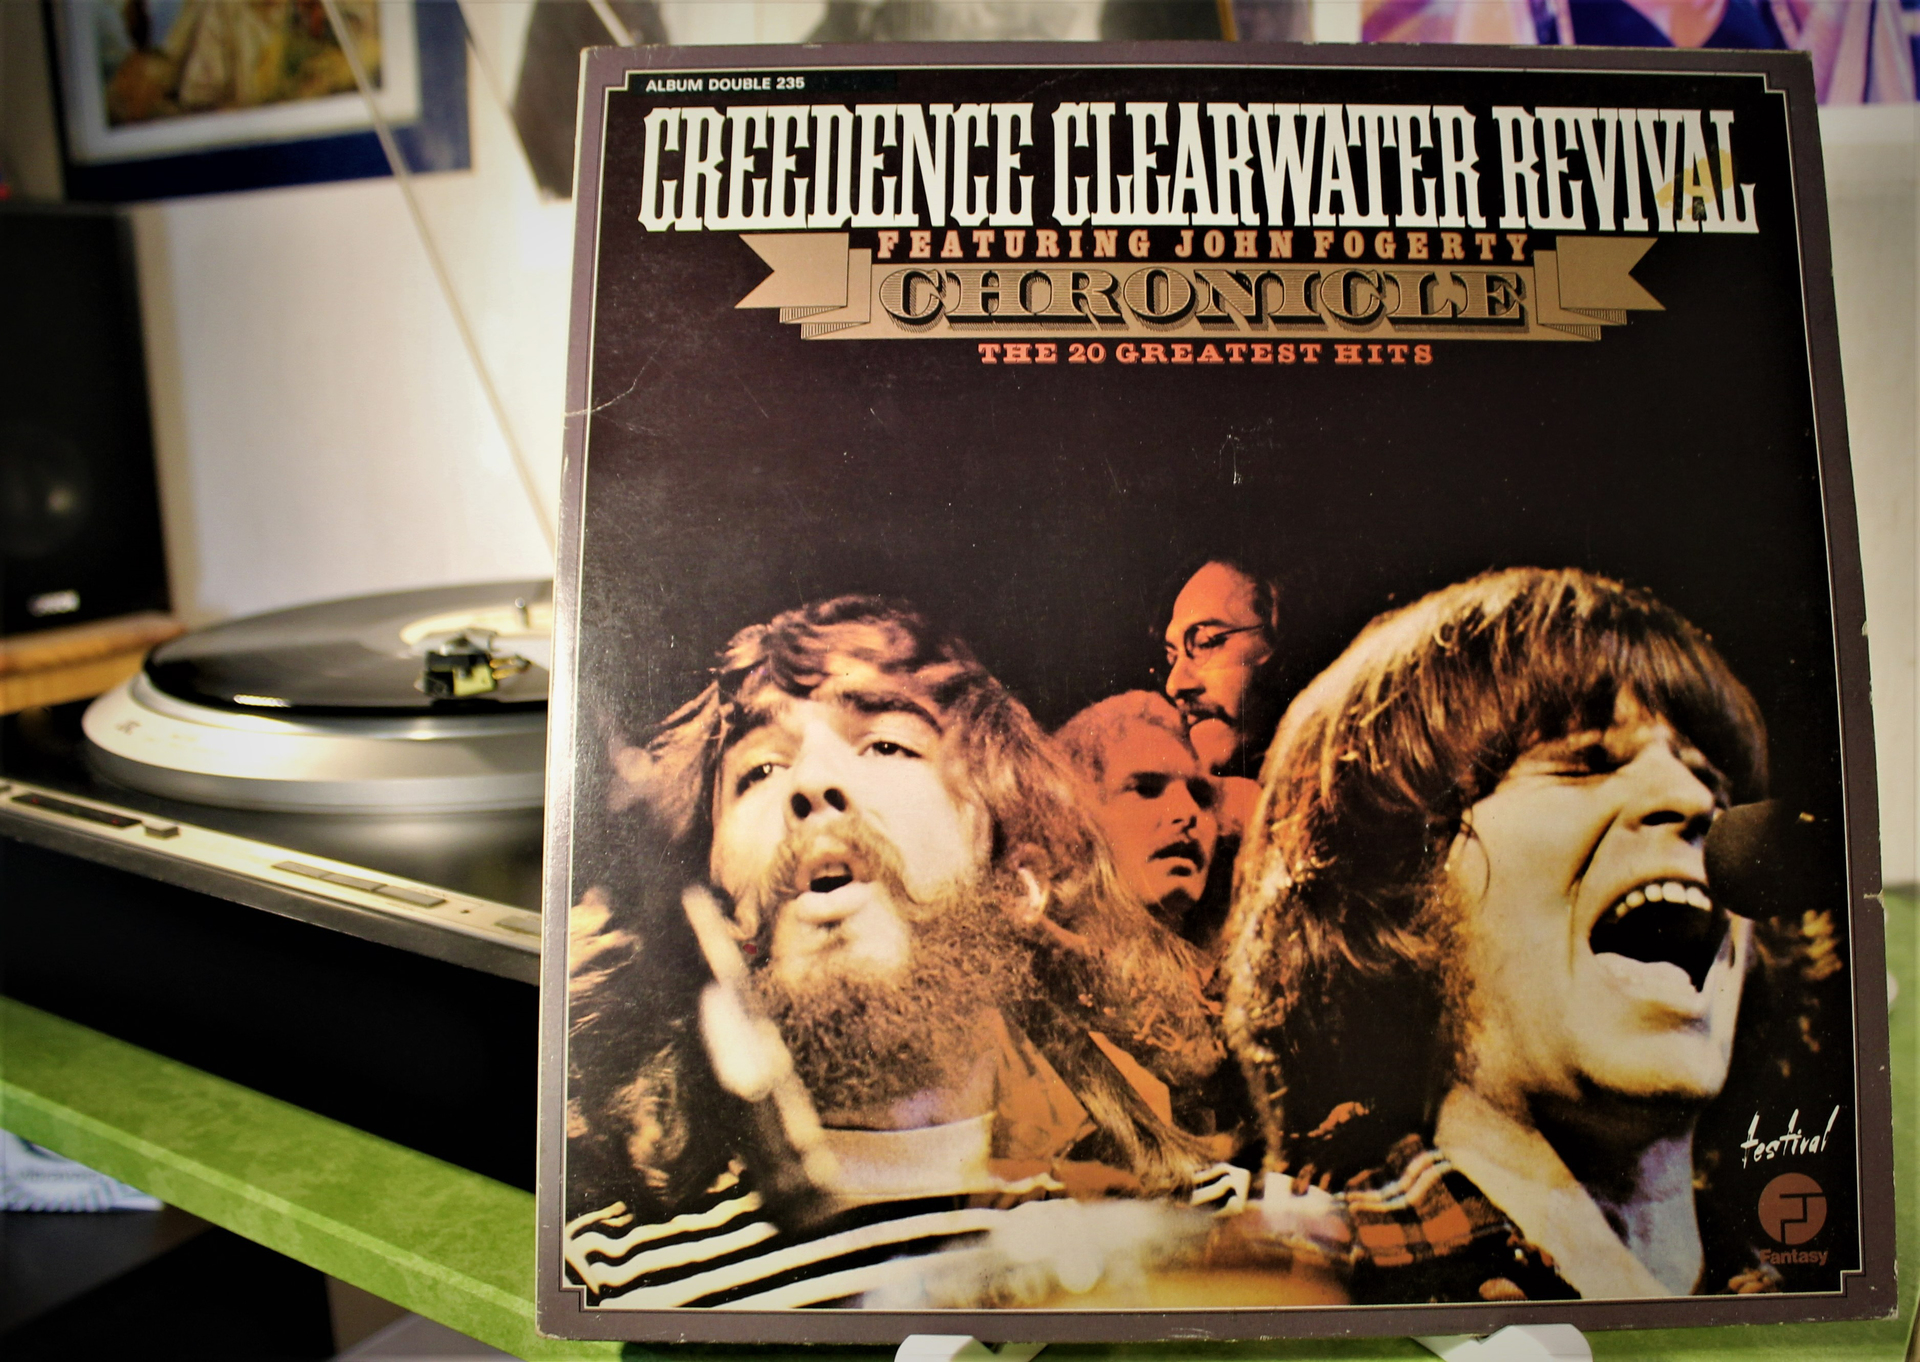 ALBUM DOUBLE 235
CREEDENCE CLEARWATER REVIVAL
FEATURING JOHN FOGERTY
CHRONICLE
THE 20 GREATEST HITS
festival
Fantasy